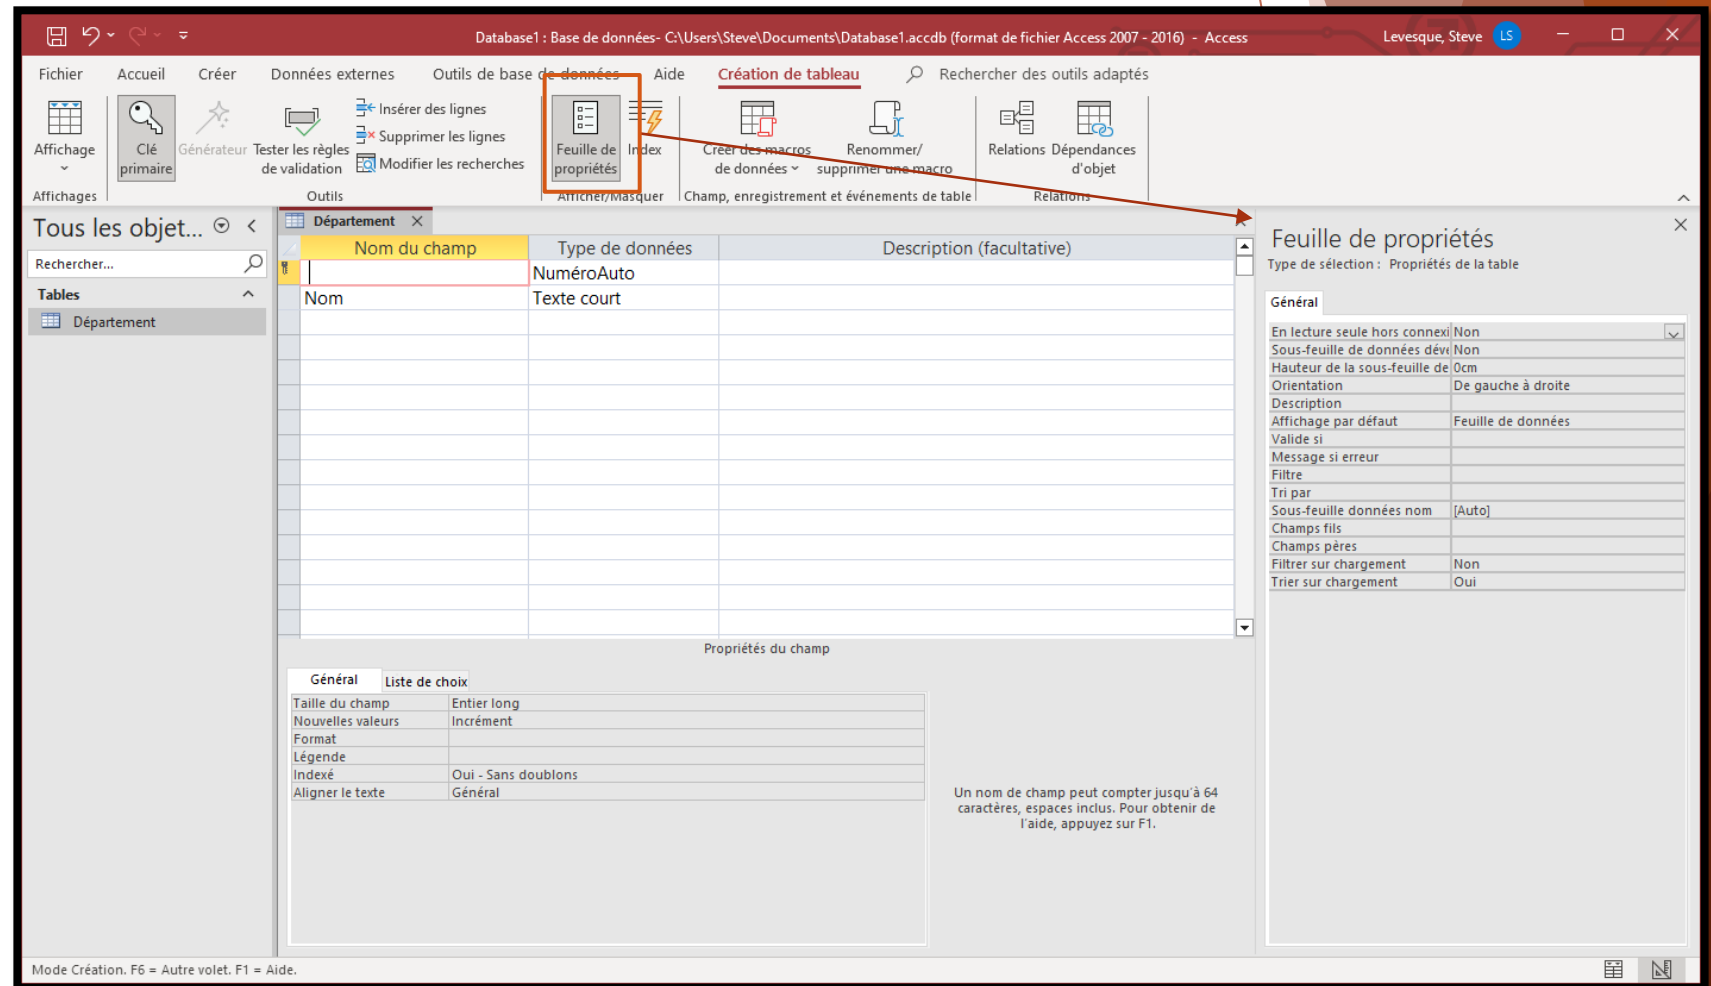 Database1 : Base de données- C:\Users\Steve\Documents\Database1.accdb (format de fichier Access 2007 - 2016) - Access
Levesque, Steve LS
Fichier Accueil Créer Données externes Outils de base de données Aide Création de tableau Rechercher des outils adaptés
Affichage
Clé primaire
Générateur
Tester les règles de validation
Insérer des lignes
Supprimer les lignes
Modifier les recherches
Feuille de propriétés
Index
Créer des macros de données
Renommer/ supprimer une macro
Relations
Dépendances d'objet
Affichages Outils Afficher/Masquer Champ, enregistrement et événements de table Relations
Tous les objet...
Rechercher...
Tables
Département
Département
Nom du champ Type de données Description (facultative)
NuméroAuto
Nom Texte court
Propriétés du champ
Général Liste de choix
Taille du champ Entier long
Nouvelles valeurs Incrément
Format
Légende
Indexé Oui - Sans doublons
Aligner le texte Général
Un nom de champ peut compter jusqu'à 64
caractères, espaces inclus. Pour obtenir de
l'aide, appuyez sur F1.
Feuille de propriétés
Type de sélection : Propriétés de la table
Général
En lecture seule hors connexi Non
Sous-feuille de données déve Non
Hauteur de la sous-feuille de 0cm
Orientation De gauche à droite
Description
Affichage par défaut Feuille de données
Valide si
Message si erreur
Filtre
Tri par
Sous-feuille données nom [Auto]
Champs fils
Champs pères
Filtrer sur chargement Non
Trier sur chargement Oui
Mode Création. F6 = Autre volet. F1 = Aide.